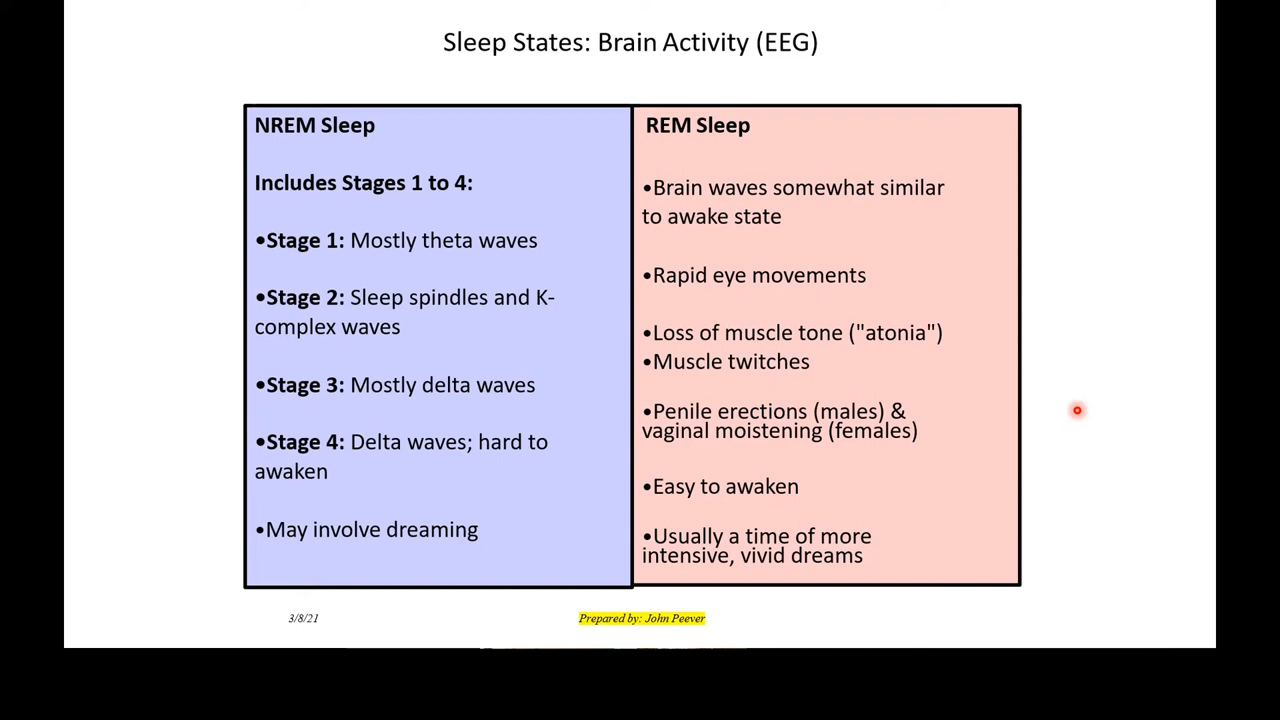 Sleep States: Brain Activity (EEG)
NREM Sleep
Includes Stages 1 to 4:
•Stage 1: Mostly theta waves
•Stage 2: Sleep spindles and K-
complex waves
•Stage 3: Mostly delta waves
•Stage 4: Delta waves; hard to
awaken
•May involve dreaming
REM Sleep
•Brain waves somewhat similar
to awake state
•Rapid eye movements
•Loss of muscle tone ("atonia")
•Muscle twitches
•Penile erections (males) &
vaginal moistening (females)
•Easy to awaken
•Usually a time of more
intensive, vivid dreams
3/8/21
Prepared by: John Peever